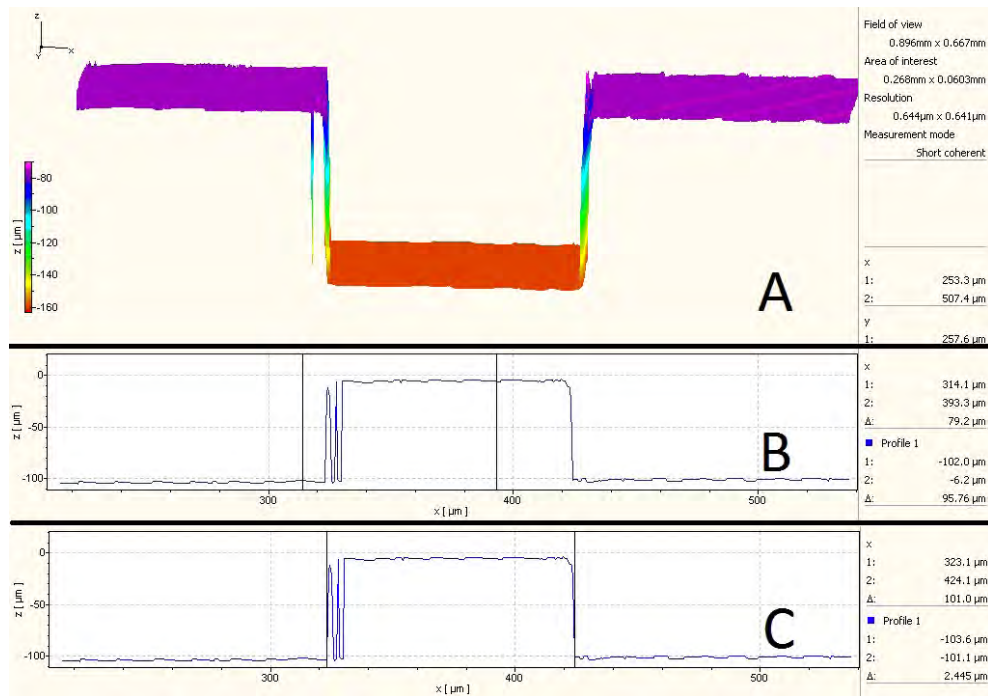 z
x
Y
z [ µm ]
-80
-100
-120
-140
-160
A
Field of view
0.896mm x 0.667mm
Area of interest
0.268mm x 0.0603mm
Resolution
0.644µm x 0.641µm
Measurement mode
Short coherent
x
1: 253.3 µm
2: 507.4 µm
y
1: 257.6 µm
z [ µm ]
0
-50
-100
300 400 500
x [ µm ]
B
x
1: 314.1 µm
2: 393.3 µm
Δ: 79.2 µm
Profile 1
1: -102.0 µm
2: -6.2 µm
Δ: 95.76 µm
z [ µm ]
0
-50
-100
300 400 500
x [ µm ]
C
x
1: 323.1 µm
2: 424.1 µm
Δ: 101.0 µm
Profile 1
1: -103.6 µm
2: -101.1 µm
Δ: 2.445 µm